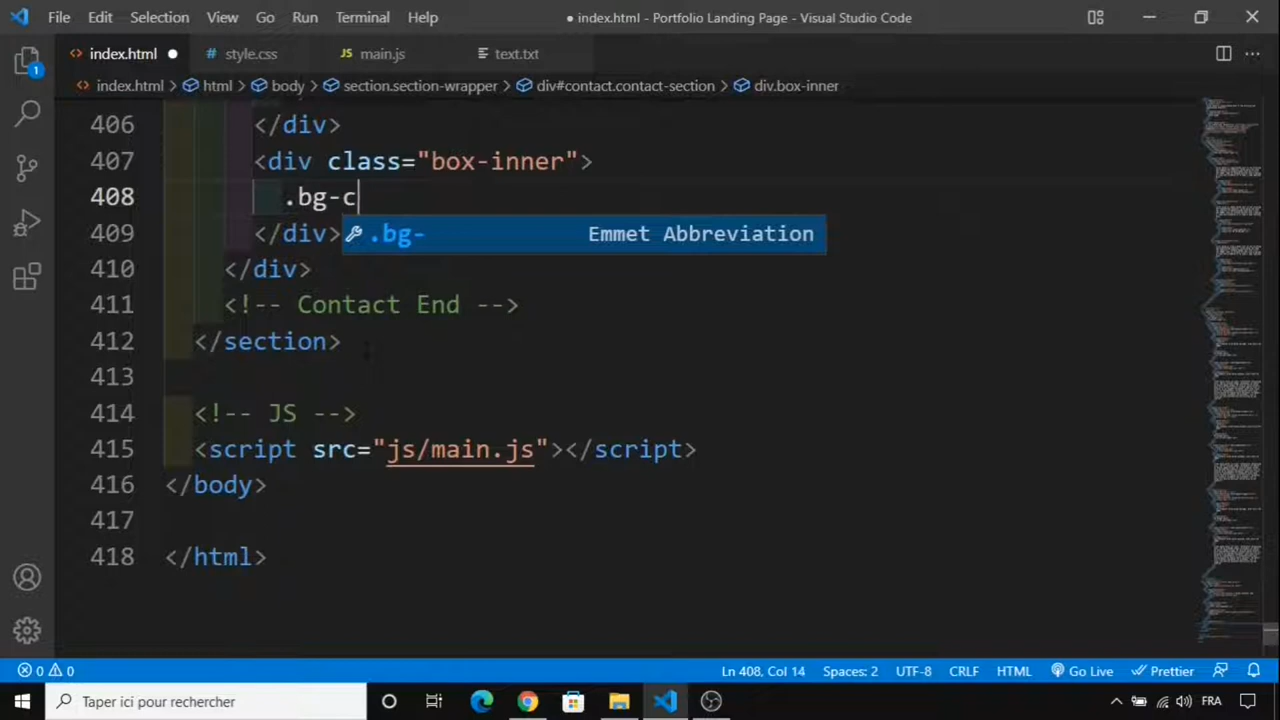 File Edit Selection View Go Run Terminal Help ● index.html - Portfolio Landing Page - Visual Studio Code
<> index.html ● # style.css JS main.js text.txt
<> index.html > html > body > section.section-wrapper > div#contact.contact-section > div.box-inner
406 </div>
407 <div class="box-inner">
408 .bg-c
409 </div> .bg- Emmet Abbreviation
410 </div>
411 <!-- Contact End -->
412 </section>
413
414 <!-- JS -->
415 <script src="js/main.js"></script>
416 </body>
417
418 </html>
1
0 0 Ln 408, Col 14 Spaces: 2 UTF-8 CRLF HTML Go Live Prettier
Taper ici pour rechercher FRA